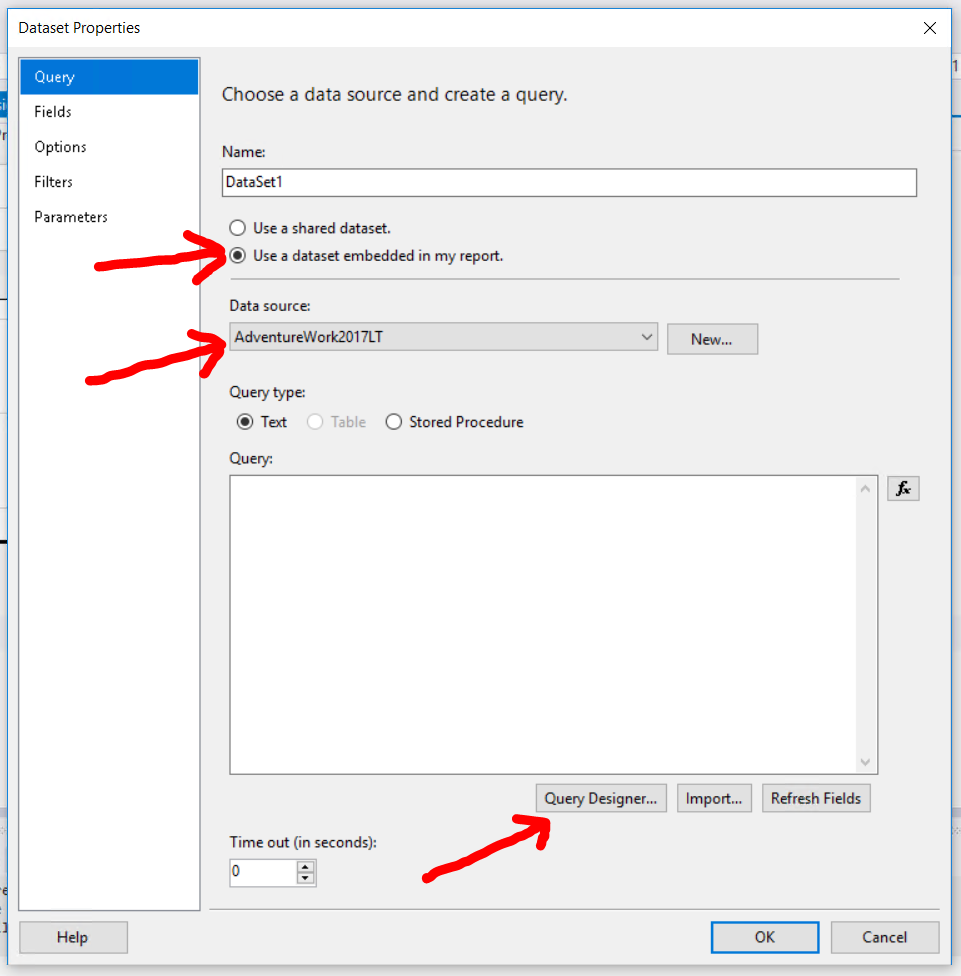 Dataset Properties
Query
Fields
Options
Filters
Parameters
Choose a data source and create a query.
Name:
DataSet1
Use a shared dataset.
Use a dataset embedded in my report.
Data source:
AdventureWork2017LT
New...
Query type:
Text Table Stored Procedure
Query:
fx
Query Designer... Import... Refresh Fields
Time out (in seconds):
0
Help OK Cancel